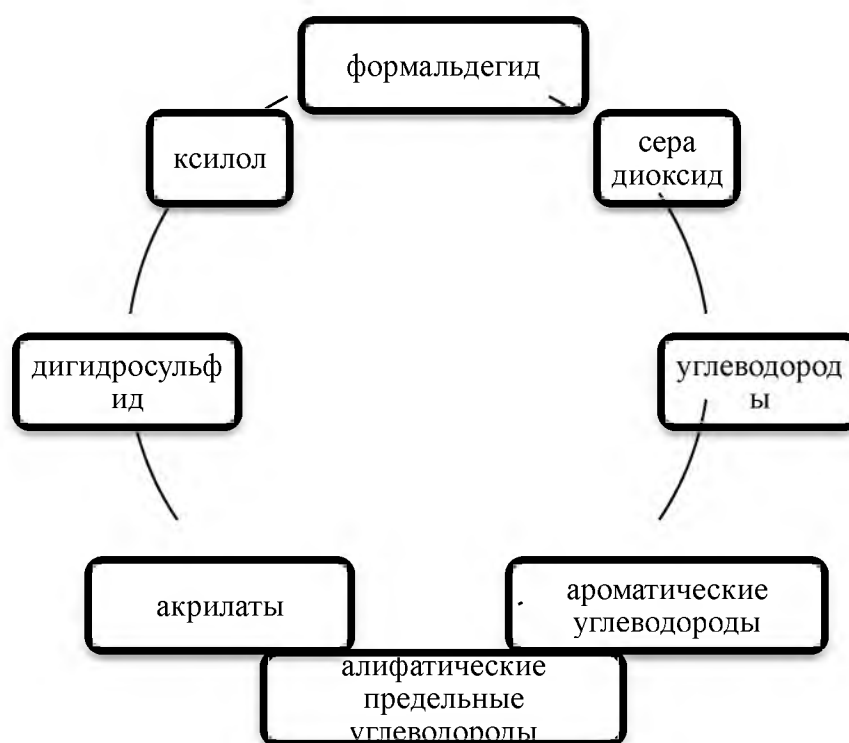 формальдегид
ксилол
сера
диоксид
дигидросульф
ид
углеводород
ы
акрилаты
ароматические
углеводороды
алифатические
предельные
углеводороды